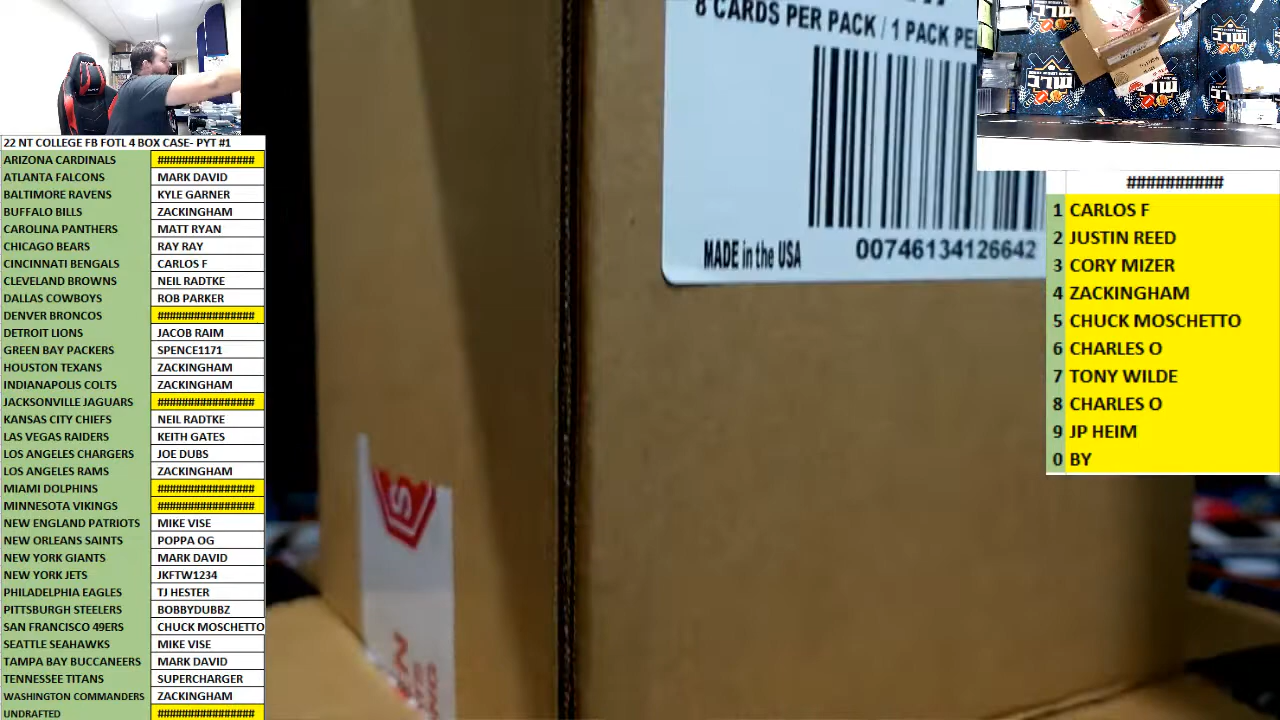 22 NT COLLEGE FB FOTL 4 BOX CASE- PYT #1
ARIZONA CARDINALS ################
ATLANTA FALCONS MARK DAVID
BALTIMORE RAVENS KYLE GARNER
BUFFALO BILLS ZACKINGHAM
CAROLINA PANTHERS MATT RYAN
CHICAGO BEARS RAY RAY
CINCINNATI BENGALS CARLOS F
CLEVELAND BROWNS NEIL RADTKE
DALLAS COWBOYS ROB PARKER
DENVER BRONCOS ################
DETROIT LIONS JACOB RAIM
GREEN BAY PACKERS SPENCE1171
HOUSTON TEXANS ZACKINGHAM
INDIANAPOLIS COLTS ZACKINGHAM
JACKSONVILLE JAGUARS ################
KANSAS CITY CHIEFS NEIL RADTKE
LAS VEGAS RAIDERS KEITH GATES
LOS ANGELES CHARGERS JOE DUBS
LOS ANGELES RAMS ZACKINGHAM
MIAMI DOLPHINS ################
MINNESOTA VIKINGS ################
NEW ENGLAND PATRIOTS MIKE VISE
NEW ORLEANS SAINTS POPPA OG
NEW YORK GIANTS MARK DAVID
NEW YORK JETS JKFTW1234
PHILADELPHIA EAGLES TJ HESTER
PITTSBURGH STEELERS BOBBYDUBBZ
SAN FRANCISCO 49ERS CHUCK MOSCHETTO
SEATTLE SEAHAWKS MIKE VISE
TAMPA BAY BUCCANEERS MARK DAVID
TENNESSEE TITANS SUPERCHARGER
WASHINGTON COMMANDERS ZACKINGHAM
UNDRAFTED ################
8 CARDS PER PACK / 1 PACK PE
MADE in the USA 00746134126642
##########
1 CARLOS F
2 JUSTIN REED
3 CORY MIZER
4 ZACKINGHAM
5 CHUCK MOSCHETTO
6 CHARLES O
7 TONY WILDE
8 CHARLES O
9 JP HEIM
0 BY